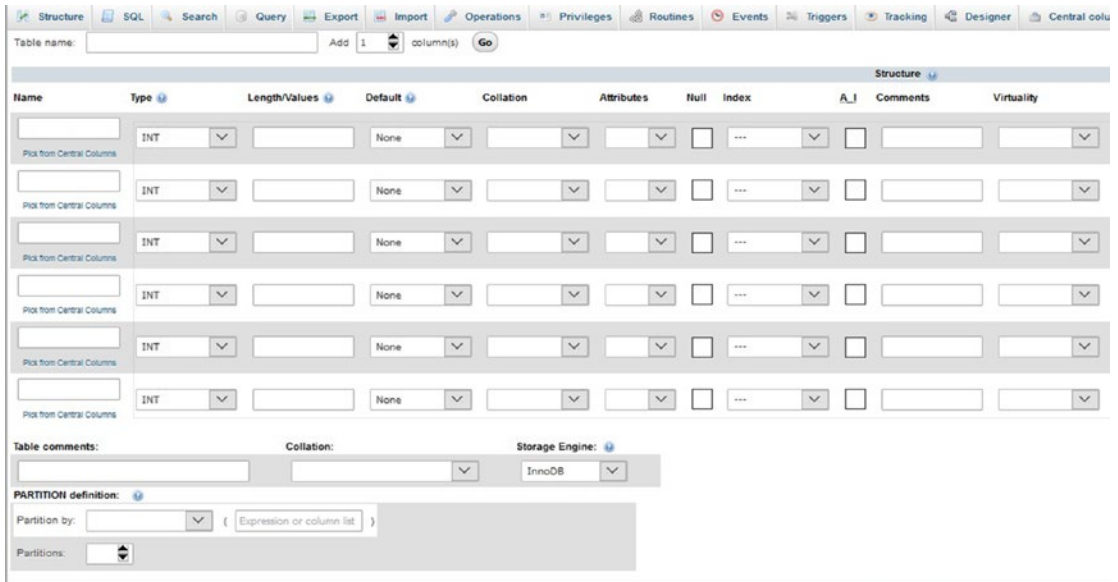 Structure SQL Search Query Export Import Operations Privileges Routines Events Triggers Tracking Designer Central colu
Table name: Add 1 column(s) Go
Structure
Name Type Length/Values Default Collation Attributes Null Index A_I Comments Virtuality
INT None ---
Pick from Central Columns
INT None ---
Pick from Central Columns
INT None ---
Pick from Central Columns
INT None ---
Pick from Central Columns
INT None ---
Pick from Central Columns
INT None ---
Pick from Central Columns
Table comments: Collation: Storage Engine:
InnoDB
PARTITION definition:
Partition by: ( Expression or column list )
Partitions: